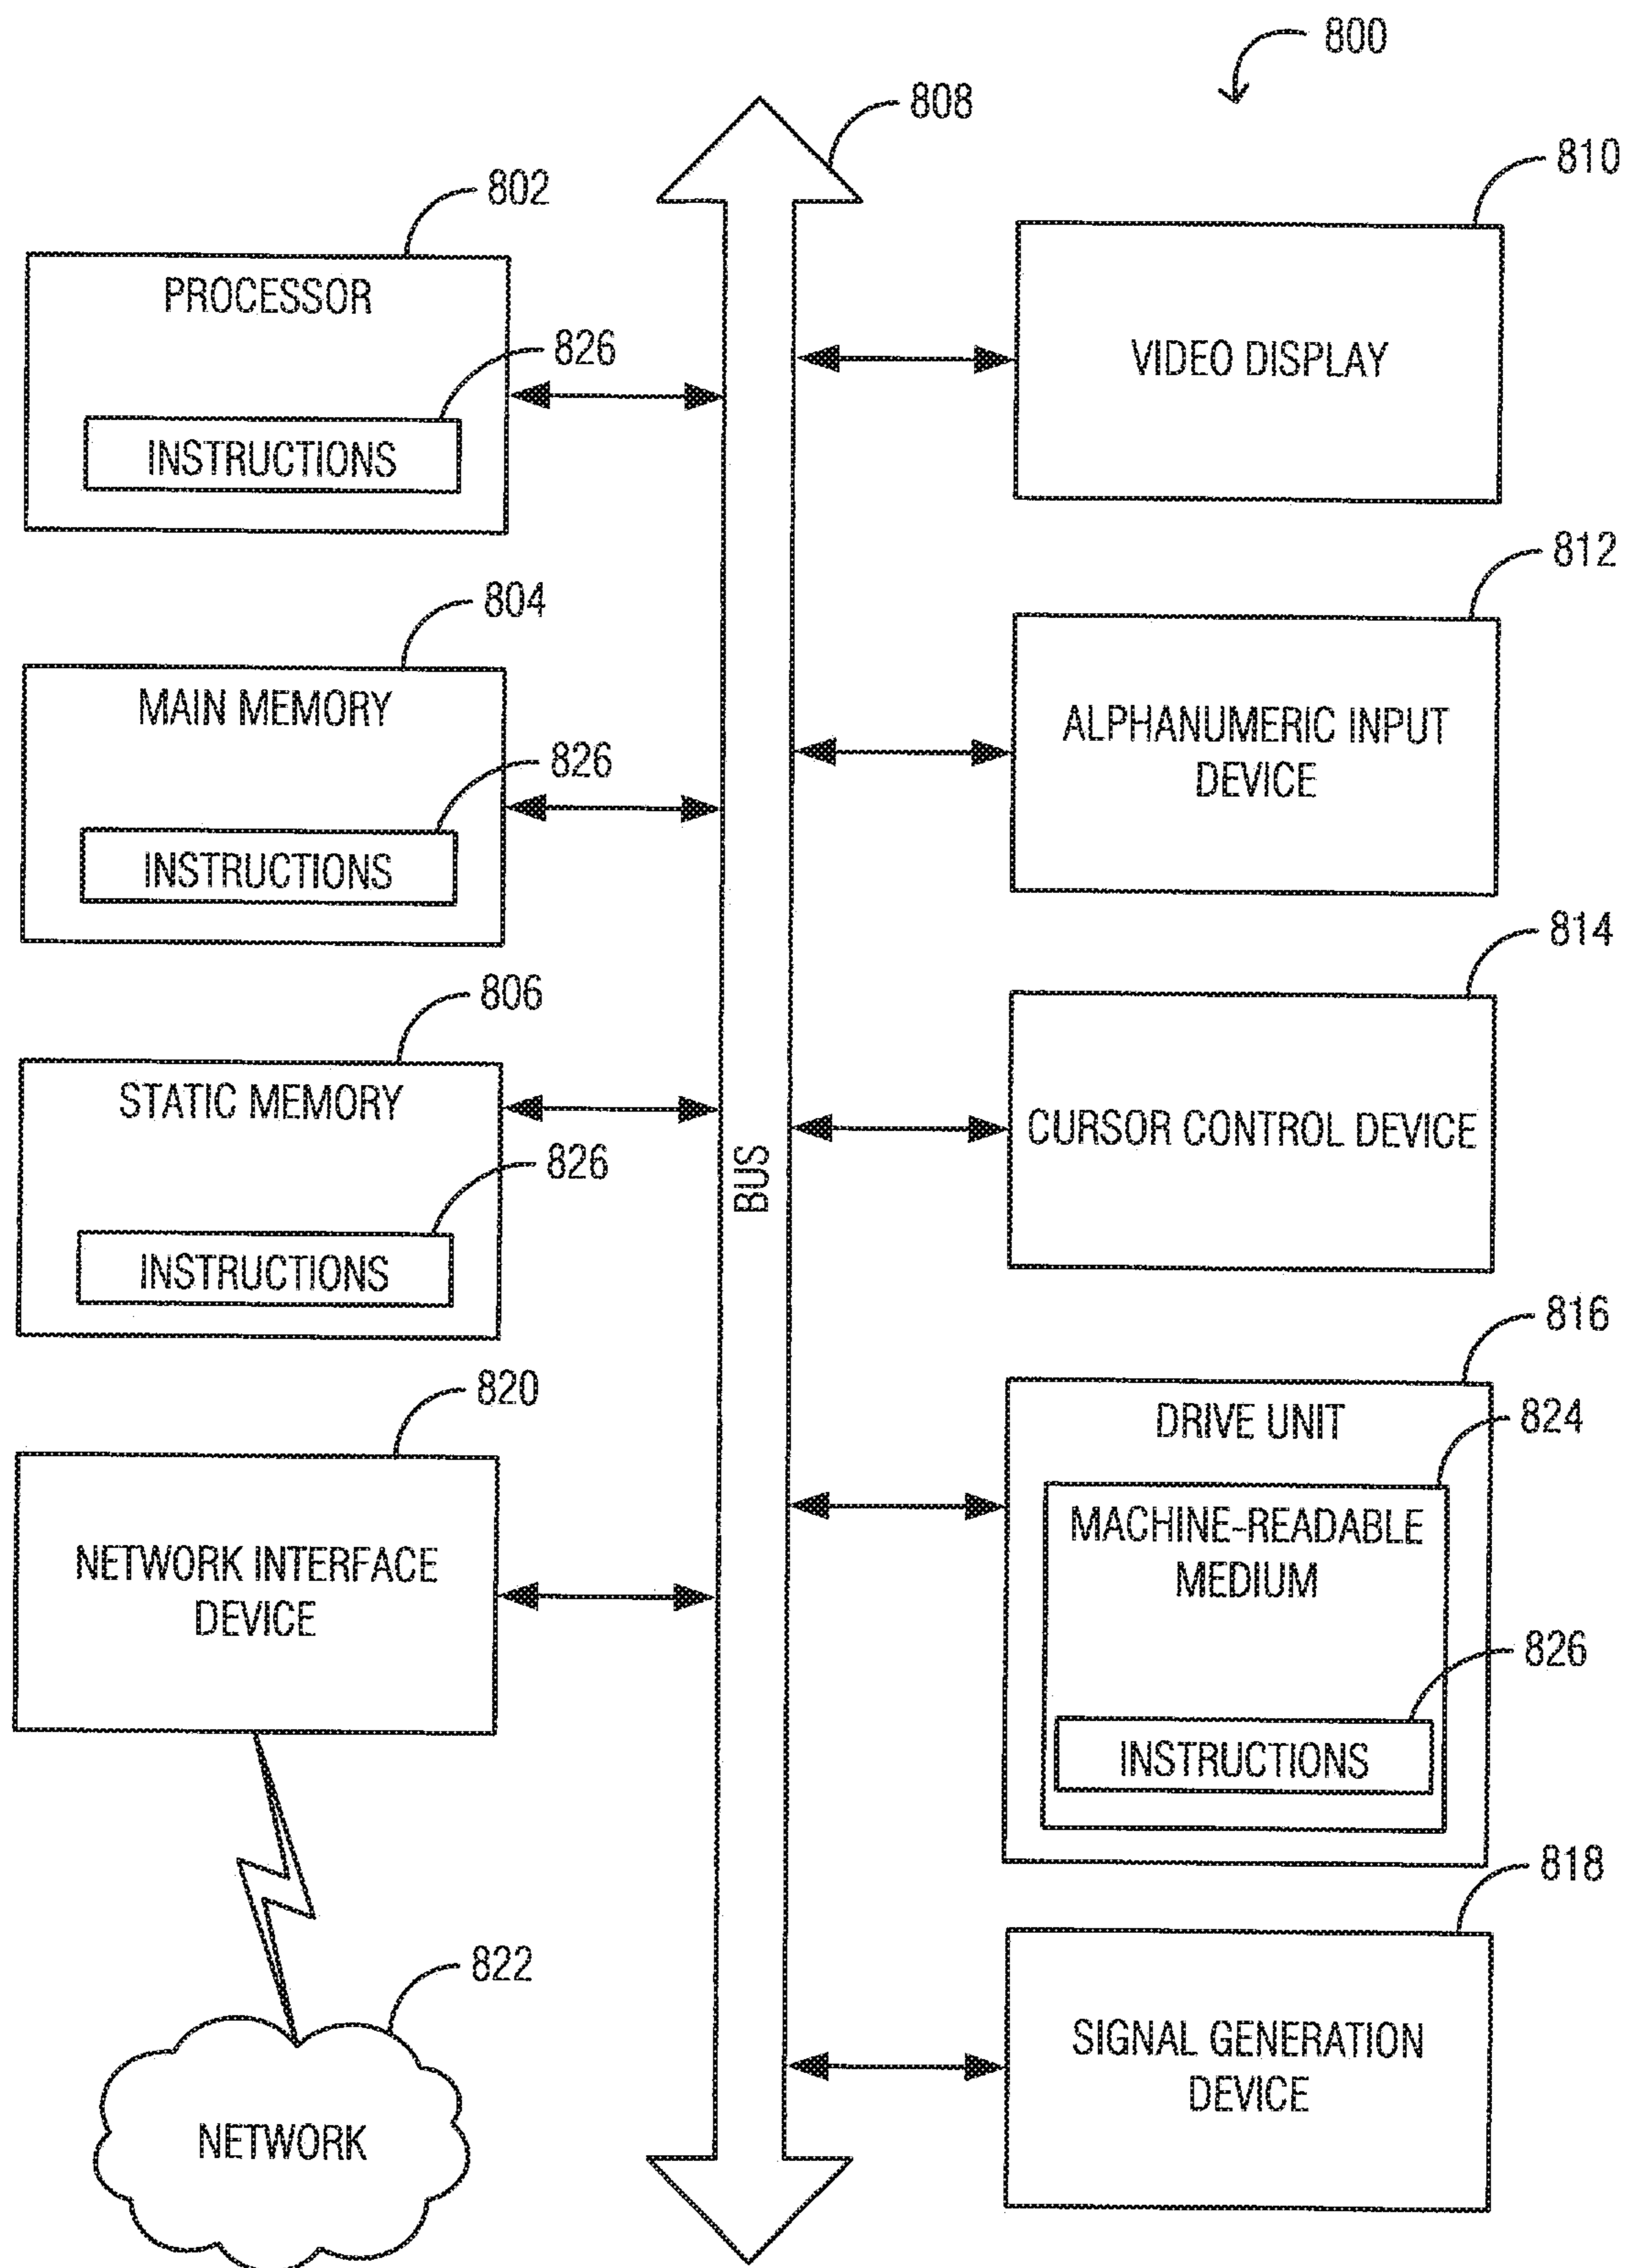 800
808
810
802
PROCESSOR
826
INSTRUCTIONS
VIDEO DISPLAY
812
804
MAIN MEMORY
826
INSTRUCTIONS
ALPHANUMERIC INPUT
DEVICE
814
806
STATIC MEMORY
826
INSTRUCTIONS
BUS
CURSOR CONTROL DEVICE
816
820
NETWORK INTERFACE
DEVICE
DRIVE UNIT
824
MACHINE-READABLE
MEDIUM
826
INSTRUCTIONS
818
822
NETWORK
SIGNAL GENERATION
DEVICE